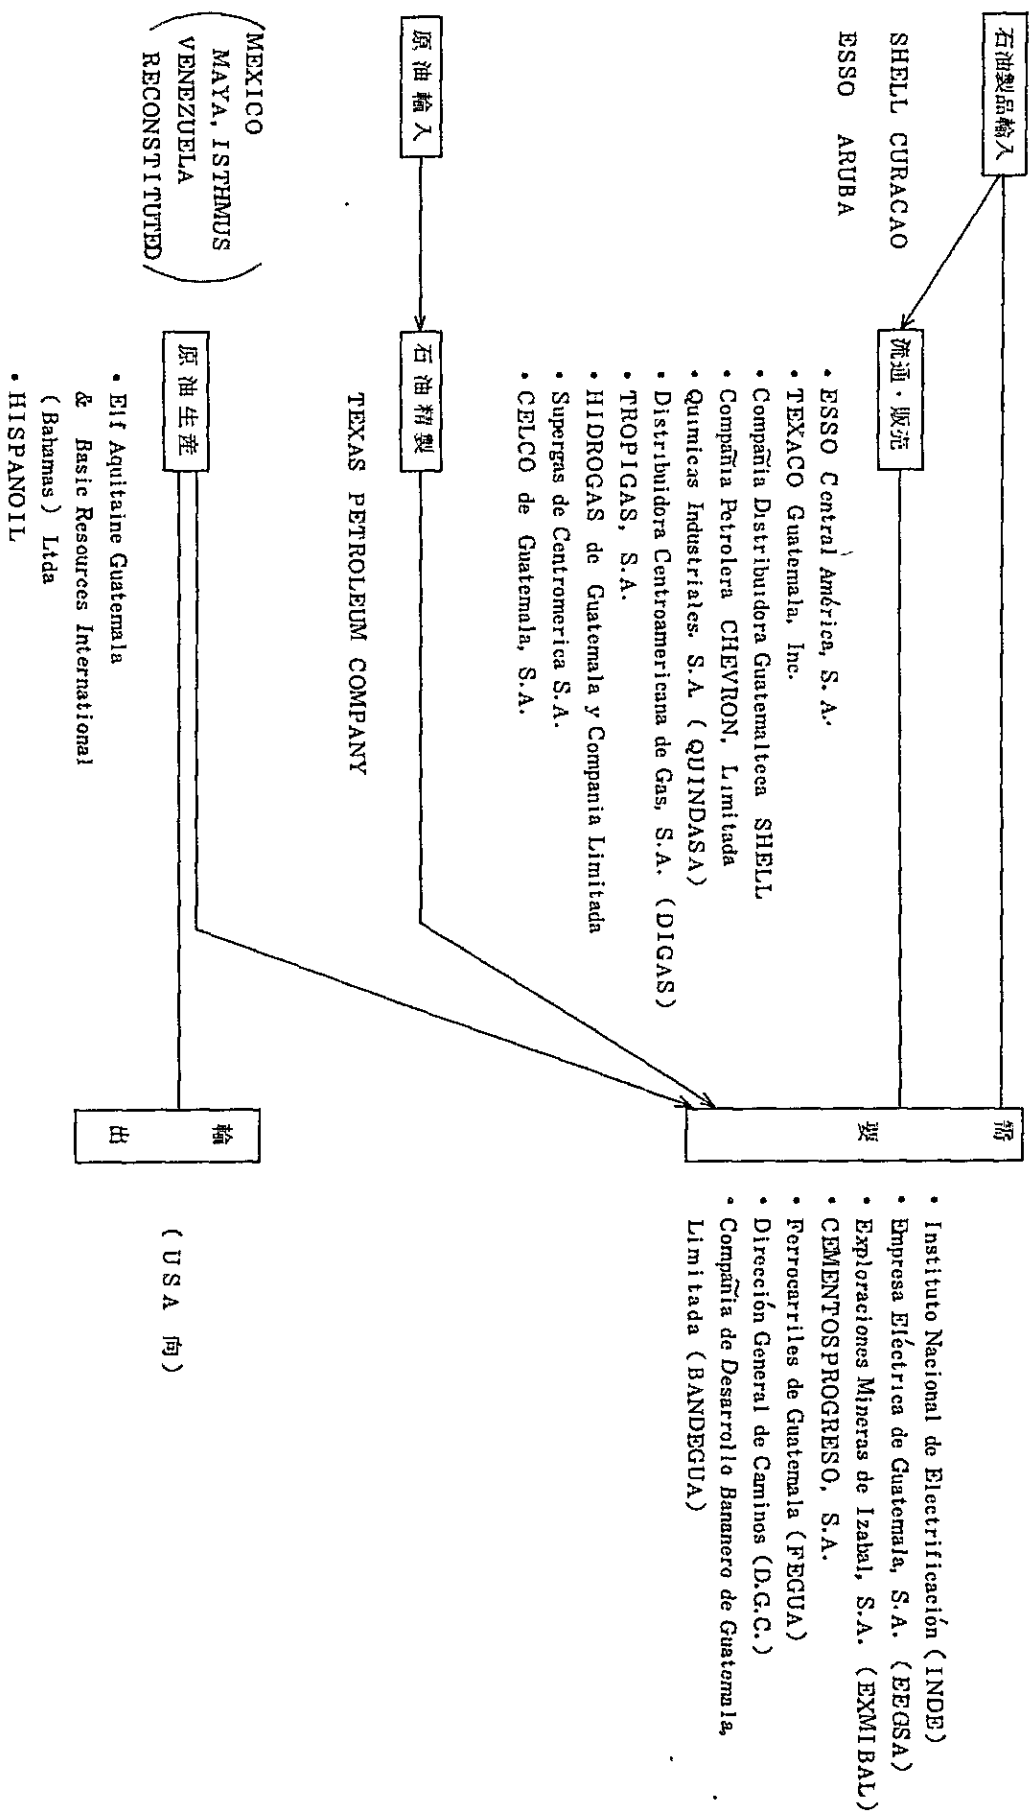 石油製品輸入
SHELL CURACAO
ESSO ARUBA
流通・販売
• ESSO Central América, S.A.
• TEXACO Guatemala, Inc.
• Compañía Distribuidora Guatemalteca SHELL
• Compañía Petrolera CHEVRON, Limitada
• Quimicas Industriales. S.A. (QUINDASA)
• Distribuidora Centroamericana de Gas, S.A. (DIGAS)
• TROPIGAS, S.A.
• HIDROGAS de Guatemala y Compania Limitada
• Supergas de Centromerica S.A.
• CELCO de Guatemala, S.A.
需要
• Instituto Nacional de Electrificación (INDE)
• Empresa Eléctrica de Guatemala, S.A. (EEGSA)
• Exploraciones Mineras de Izabal, S.A. (EXMIBAL)
• CEMENTOSPROGRESO, S.A.
• Ferrocarriles de Guatemala (FEGUA)
• Dirección General de Caminos (D.G.C.)
• Compañía de Desarrollo Bananero de Guatemala,
Limitada (BANDEGUA)
原油輸入
石油精製
TEXAS PETROLEUM COMPANY
(MEXICO
MAYA, ISTHMUS
VENEZUELA
RECONSTITUTED)
原油生産
• Elf Aquitaine Guatemala
& Basic Resources International
(Bahamas) Ltda
• HISPANOIL
輸出
(USA 向)